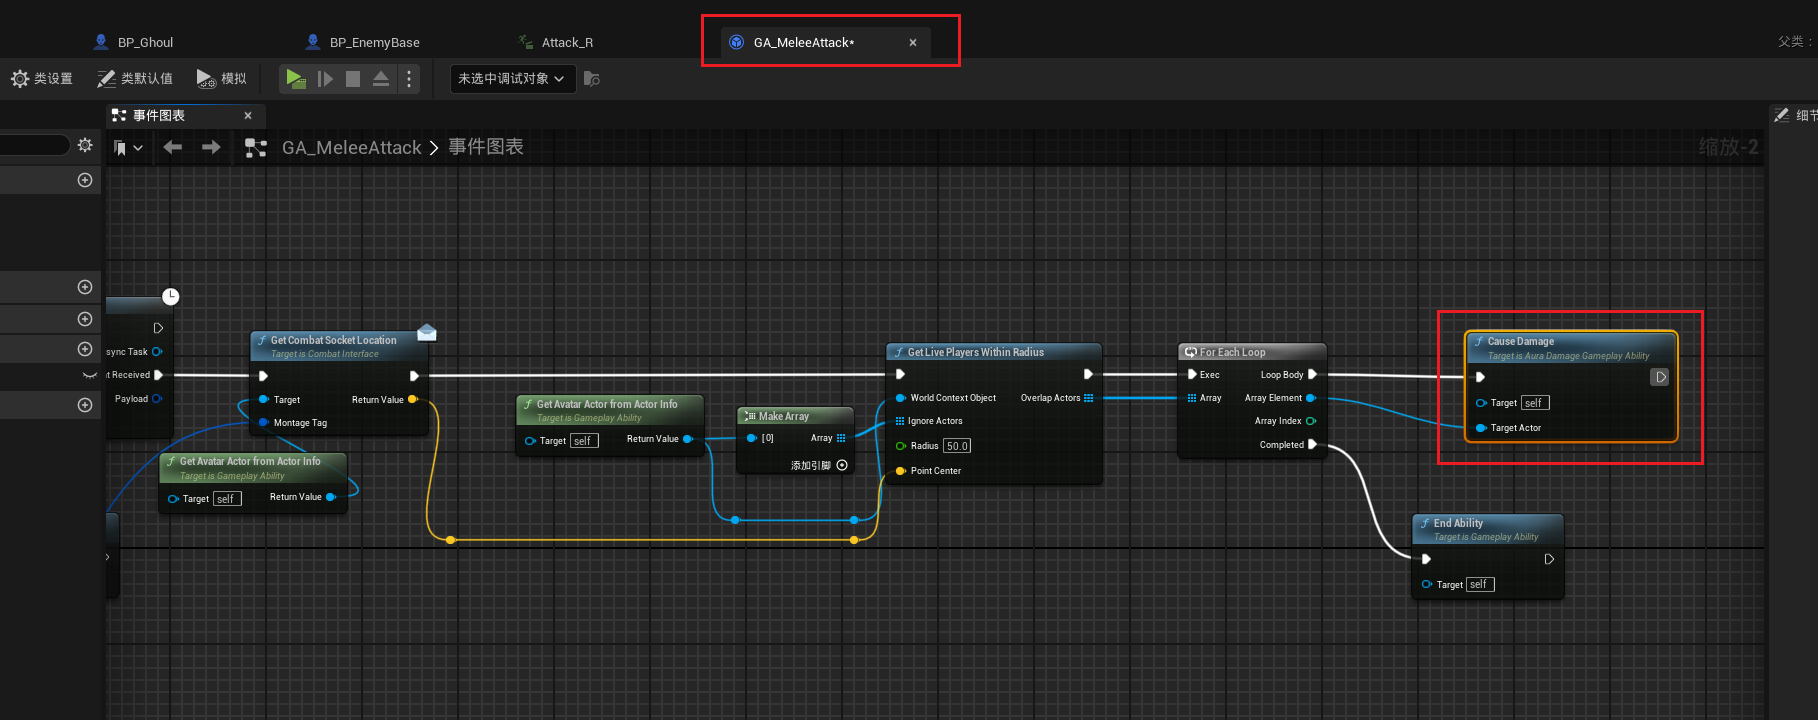 BP_Ghoul
BP_EnemyBase
Attack_R
GA_MeleeAttack*
父类：
类设置
类默认值
模拟
未选中调试对象
事件图表
细节
GA_MeleeAttack
事件图表
缩放-2
sync Task
t Received
Payload
Get Combat Socket Location
Target is Combat Interface
Target
Return Value
Montage Tag
Get Avatar Actor from Actor Info
Target is Gameplay Ability
Target self
Return Value
Get Avatar Actor from Actor Info
Target is Gameplay Ability
Target self
Return Value
Make Array
[0]
Array
添加引脚
Get Live Players Within Radius
World Context Object
Overlap Actors
Ignore Actors
Radius 50.0
Point Center
For Each Loop
Exec
Loop Body
Array
Array Element
Array Index
Completed
Cause Damage
Target is Aura Damage Gameplay Ability
Target self
Target Actor
End Ability
Target is Gameplay Ability
Target self